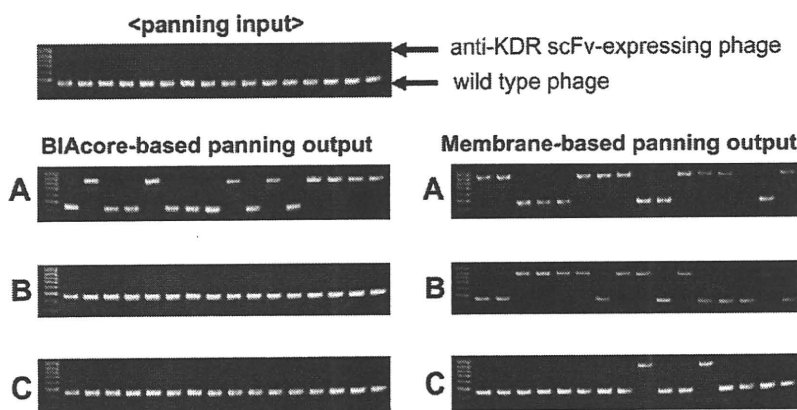 <panning input>
anti-KDR scFv-expressing phage
wild type phage
BIAcore-based panning output
Membrane-based panning output
A
A
B
B
C
C